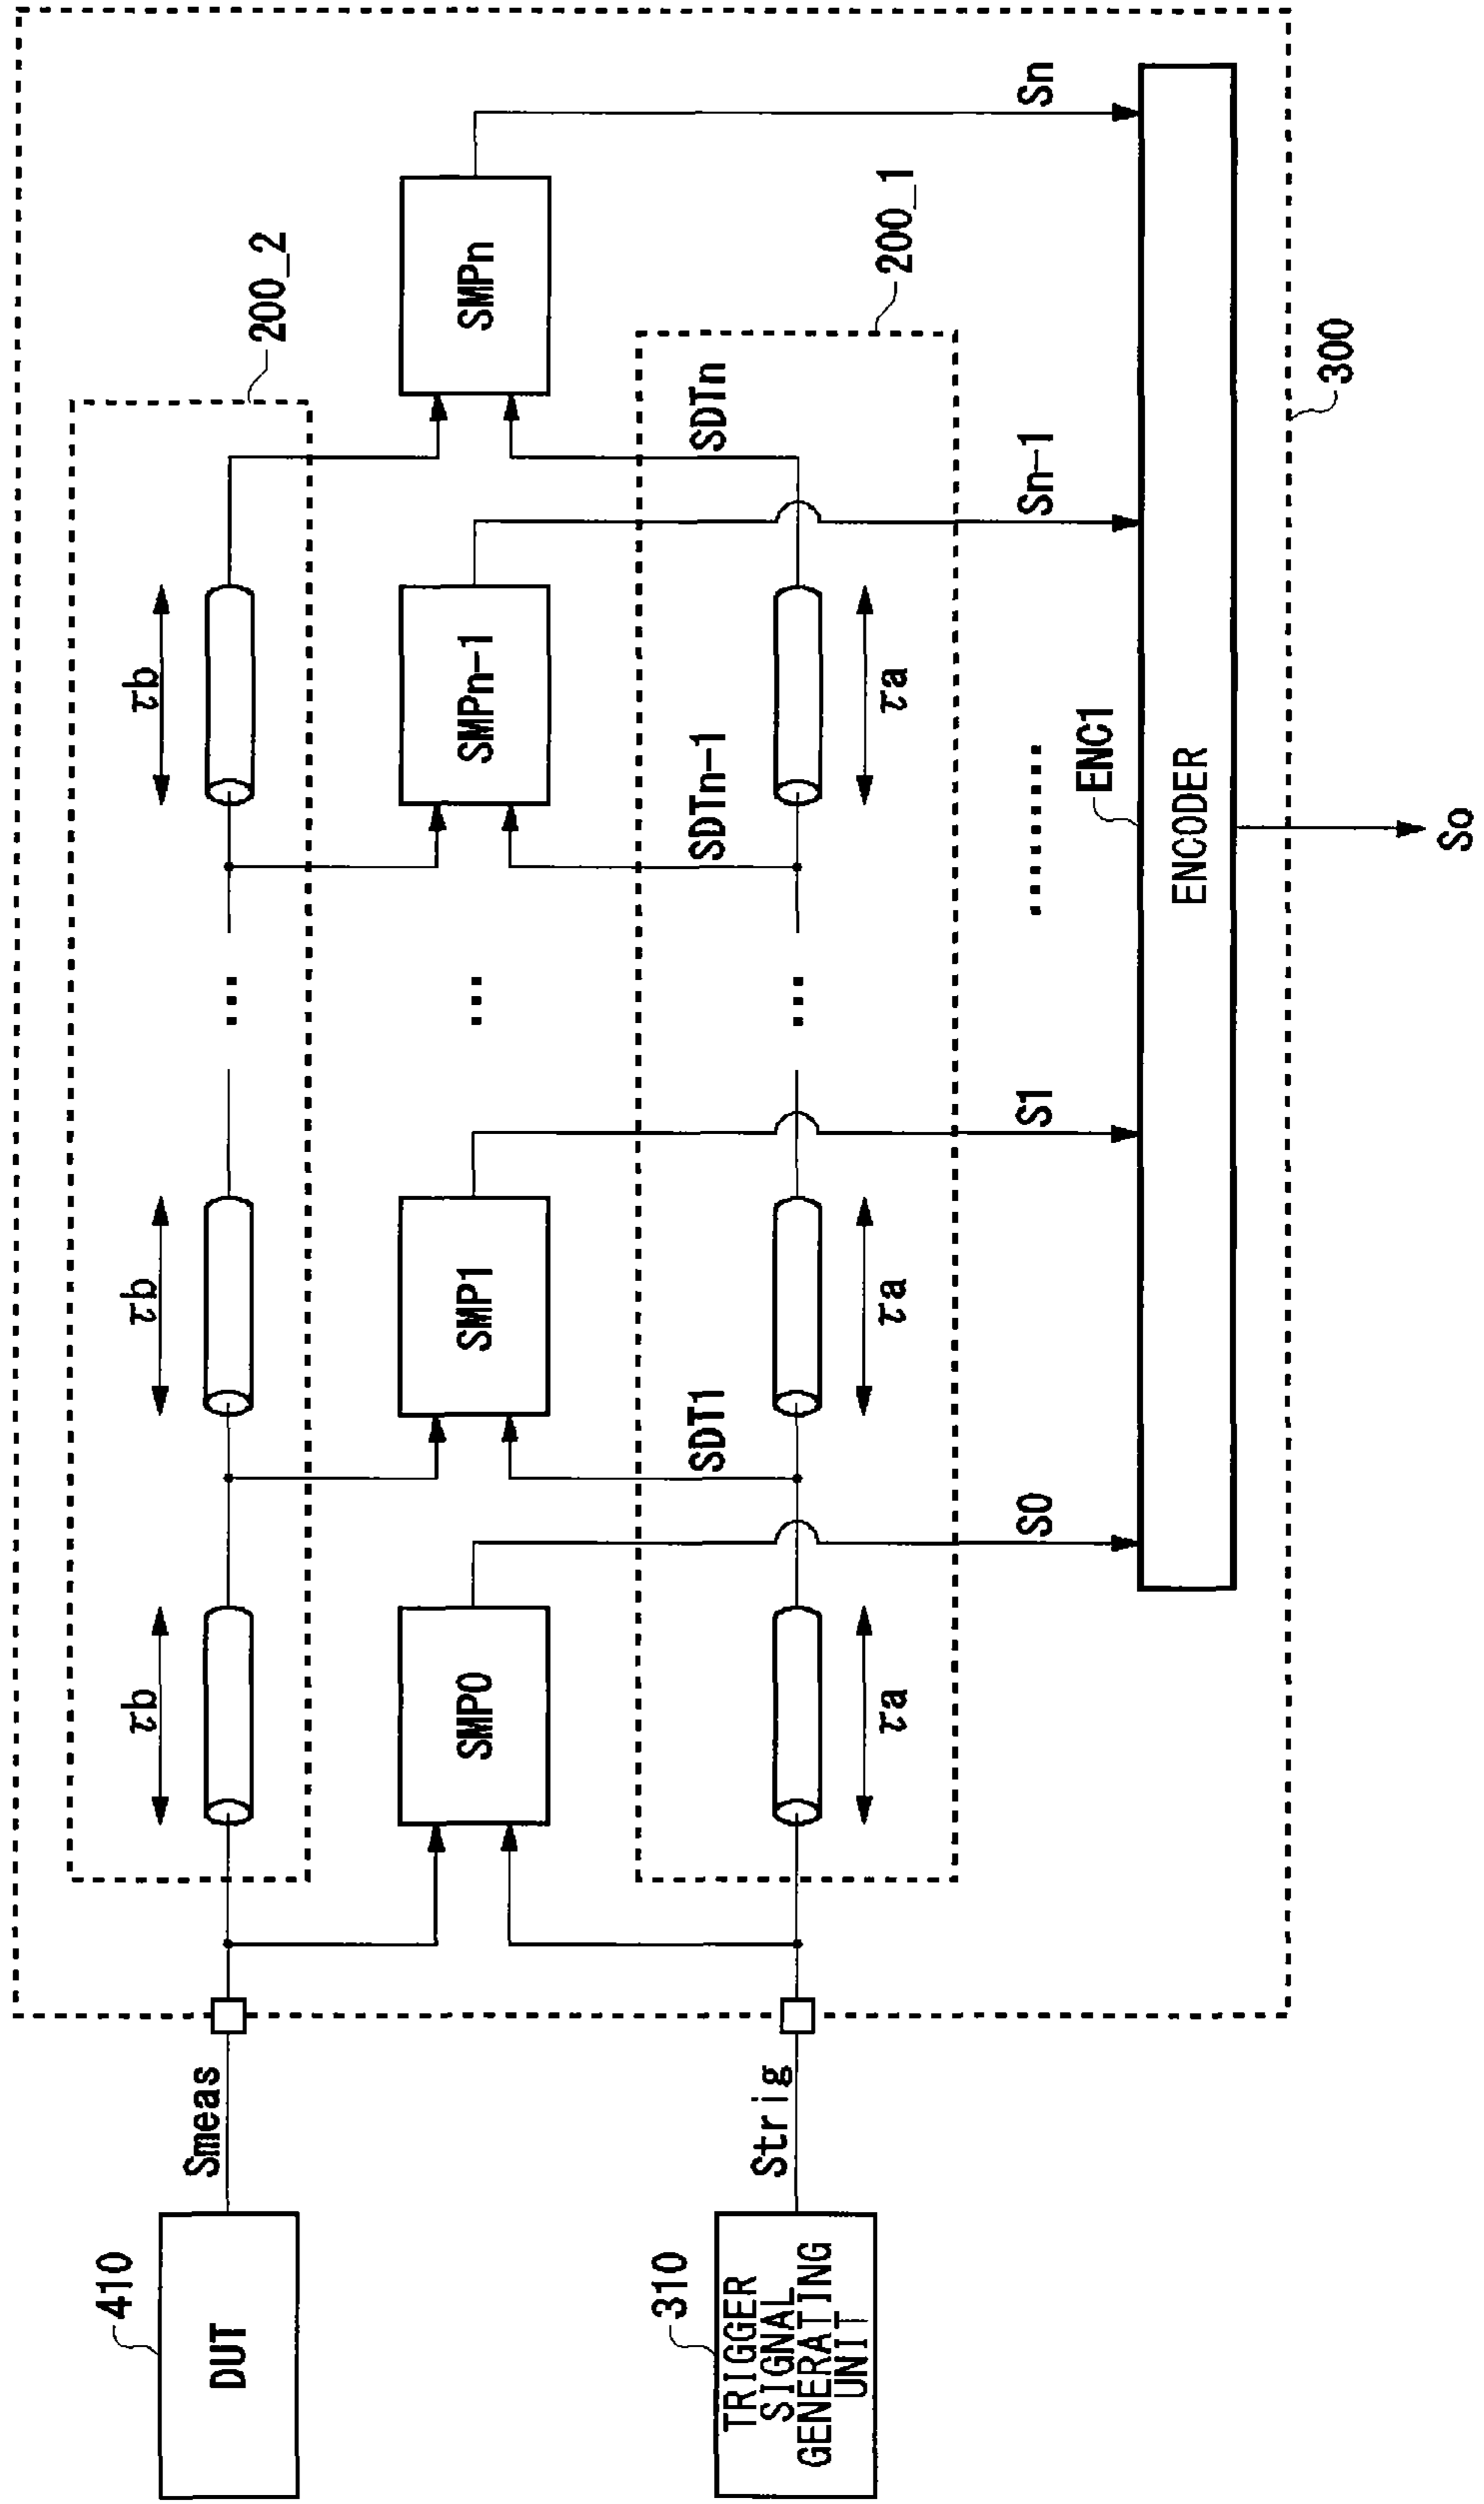 410
τb
τb
τb
Smeas
DUT
200_2
SMP0
SMP1
SMPn-1
SMPn
310
SDT1
SDTn-1
SDTn
Strig
TRIGGER
SIGNAL
GENERATING
UNIT
τa
τa
τa
200_1
S0
S1
Sn-1
Sn
ENC1
ENCODER
300
So